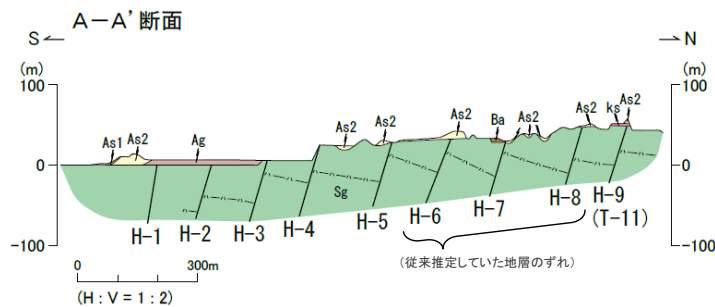 A-A'断面
S ←
→ N
(m)
(m)
100
100
As1
As2
Ag
As2
As2
As2
Ba
As2
As2
ks
As2
0
0
Sg
-100
-100
H-1
H-2
H-3
H-4
H-5
H-6
H-7
H-8
H-9
(T-11)
(従来推定していた地層のずれ)
0
300m
(H : V = 1 : 2)